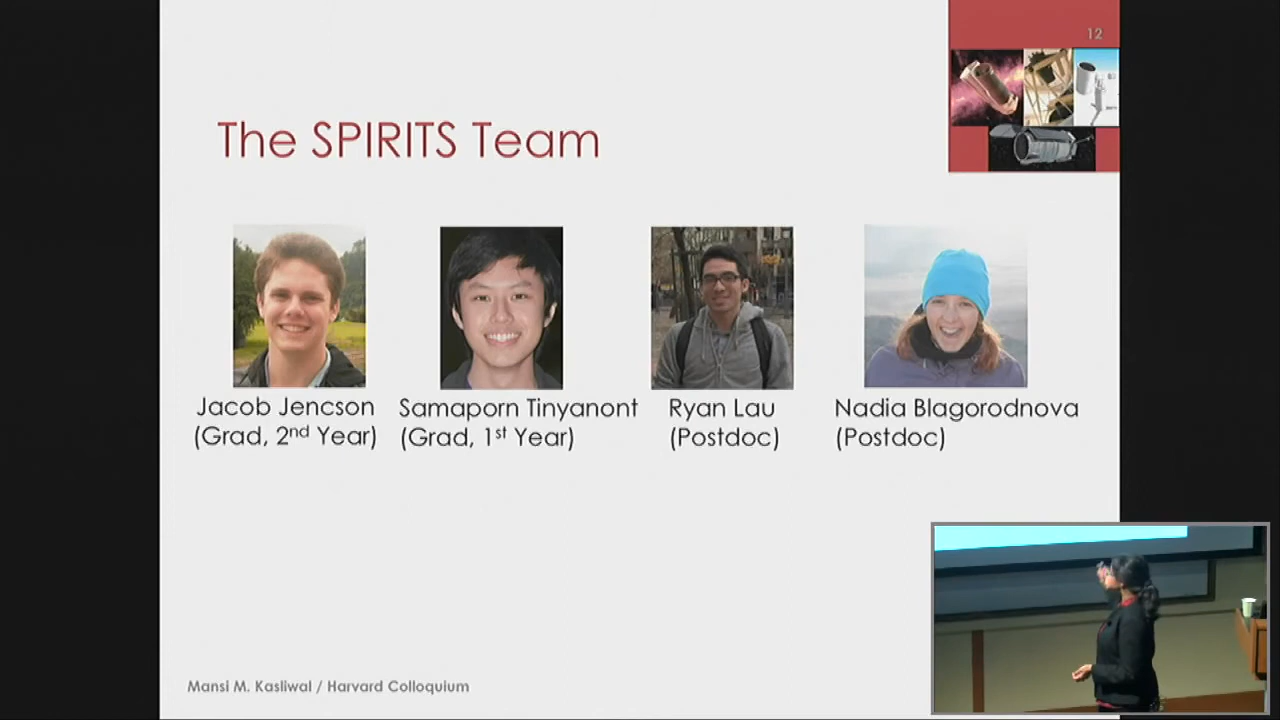 12
The SPIRITS Team
Jacob Jencson
(Grad, 2nd Year)
Samaporn Tinyanont
(Grad, 1st Year)
Ryan Lau
(Postdoc)
Nadia Blagorodnova
(Postdoc)
Mansi M. Kasliwal / Harvard Colloquium